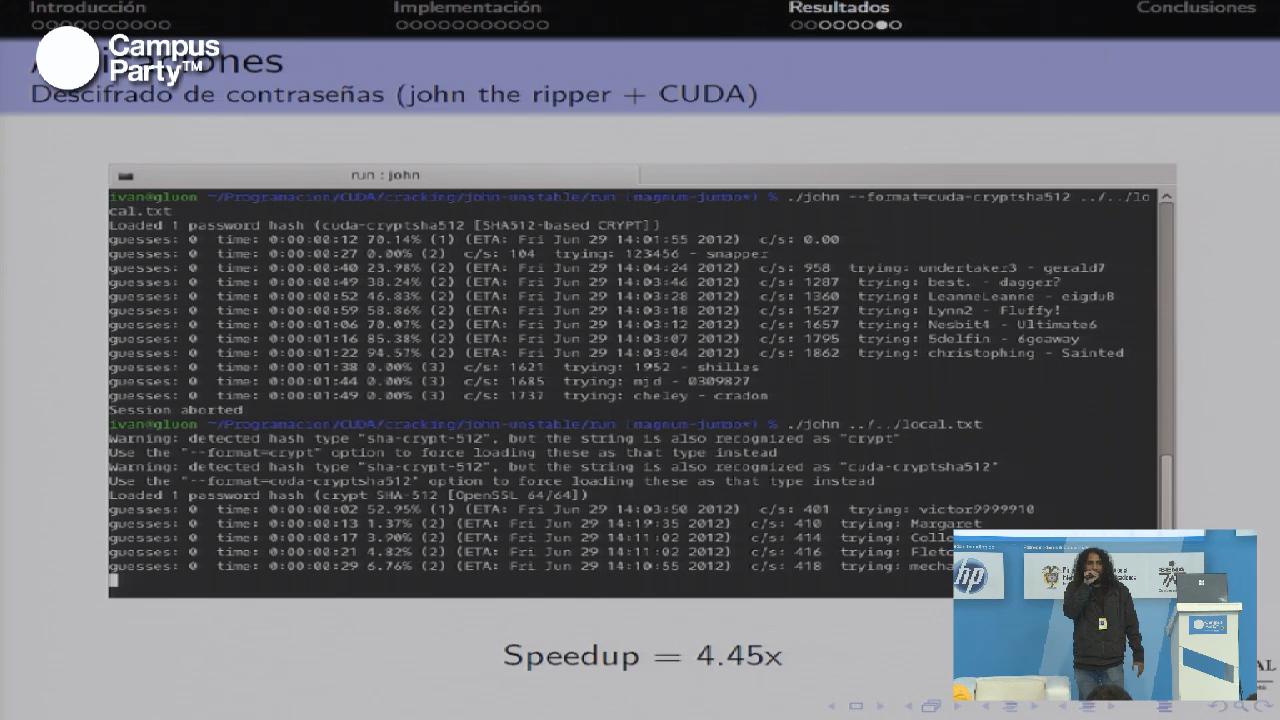 Introducción Implementación Resultados Conclusiones
Campus Party™
Descifrado de contraseñas (john the ripper + CUDA)
run : john
ivan@gluon ~/Programacion/CUDA/cracking/john-unstable/run (magnum-jumbo*) % ./john --format=cuda-cryptsha512 ../../lo
cal.txt
Loaded 1 password hash (cuda-cryptsha512 [SHA512-based CRYPT])
guesses: 0 time: 0:00:00:12 70.14% (1) (ETA: Fri Jun 29 14:01:55 2012) c/s: 0.00
guesses: 0 time: 0:00:00:27 0.00% (2) c/s: 104 trying: 123456 - snapper
guesses: 0 time: 0:00:00:40 23.98% (2) (ETA: Fri Jun 29 14:04:24 2012) c/s: 958 trying: undertaker3 - gerald7
guesses: 0 time: 0:00:00:49 38.24% (2) (ETA: Fri Jun 29 14:03:46 2012) c/s: 1287 trying: best. - dagger?
guesses: 0 time: 0:00:00:52 46.83% (2) (ETA: Fri Jun 29 14:03:28 2012) c/s: 1360 trying: LeanneLeanne - eigdu8
guesses: 0 time: 0:00:00:59 58.86% (2) (ETA: Fri Jun 29 14:03:18 2012) c/s: 1527 trying: Lynn2 - Fluffy!
guesses: 0 time: 0:00:01:06 70.07% (2) (ETA: Fri Jun 29 14:03:12 2012) c/s: 1657 trying: Nesbit4 - Ultimate6
guesses: 0 time: 0:00:01:16 85.38% (2) (ETA: Fri Jun 29 14:03:07 2012) c/s: 1795 trying: 5delfin - 6goaway
guesses: 0 time: 0:00:01:22 94.57% (2) (ETA: Fri Jun 29 14:03:04 2012) c/s: 1862 trying: christophing - Sainted
guesses: 0 time: 0:00:01:38 0.00% (3) c/s: 1621 trying: 1952 - shilles
guesses: 0 time: 0:00:01:44 0.00% (3) c/s: 1685 trying: mjd - 0309827
guesses: 0 time: 0:00:01:49 0.00% (3) c/s: 1737 trying: cheley - cradon
Session aborted
ivan@gluon ~/Programacion/CUDA/cracking/john-unstable/run (magnum-jumbo*) % ./john ../../local.txt
Warning: detected hash type "sha-crypt-512", but the string is also recognized as "crypt"
Use the "--format=crypt" option to force loading these as that type instead
Warning: detected hash type "sha-crypt-512", but the string is also recognized as "cuda-cryptsha512"
Use the "--format=cuda-cryptsha512" option to force loading these as that type instead
Loaded 1 password hash (crypt SHA-512 [OpenSSL 64/64])
guesses: 0 time: 0:00:00:02 52.95% (1) (ETA: Fri Jun 29 14:03:50 2012) c/s: 401 trying: victor9999910
guesses: 0 time: 0:00:00:13 1.37% (2) (ETA: Fri Jun 29 14:19:35 2012) c/s: 410 trying: Margaret
guesses: 0 time: 0:00:00:17 3.90% (2) (ETA: Fri Jun 29 14:11:02 2012) c/s: 414 trying: Colle
guesses: 0 time: 0:00:00:21 4.82% (2) (ETA: Fri Jun 29 14:11:02 2012) c/s: 416 trying: Fletc
guesses: 0 time: 0:00:00:29 6.76% (2) (ETA: Fri Jun 29 14:10:55 2012) c/s: 418 trying: mecha
hp
Speedup = 4.45x